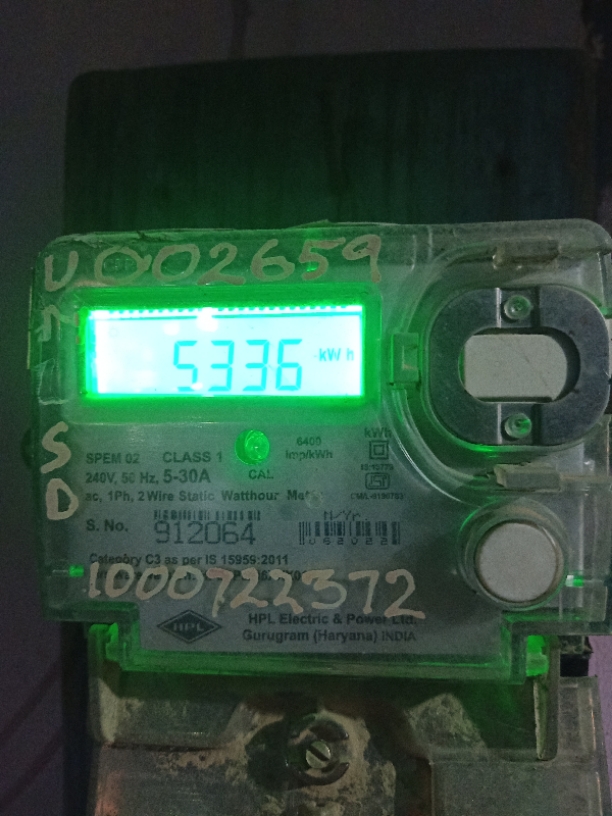 U002659
N
5336 kWh
I
S
D
SPEM 02 CLASS 1
6400 imp/kWh
kWh
240V, 50 Hz, 5-30A
CAL
ac, 1Ph, 2 Wire Static Watthour Meter
S. No. 912064
M/Yr
Category C3 as per IS 15959:2011
1000722372
HPL
HPL Electric & Power Ltd.
Gurugram (Haryana) INDIA